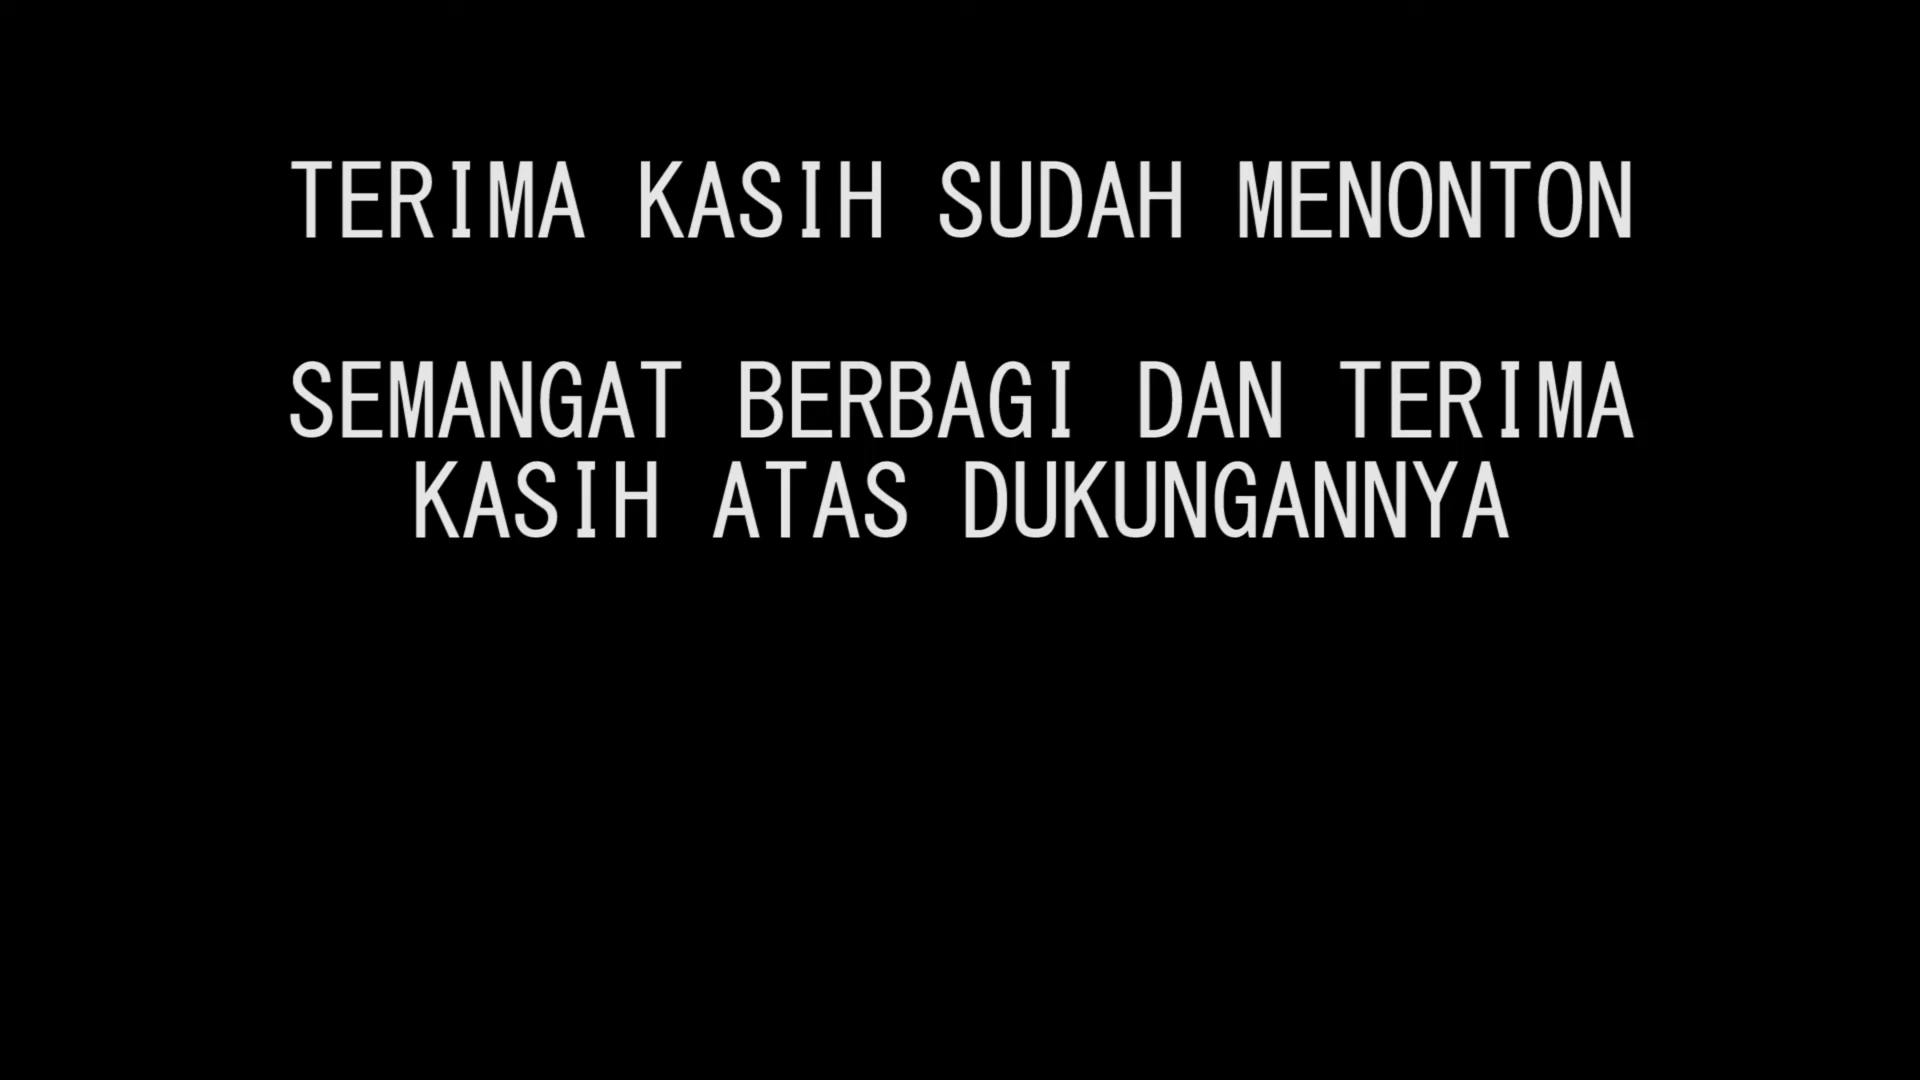 TERIMA KASIH SUDAH MENONTON
SEMANGAT BERBAGI DAN TERIMA
KASIH ATAS DUKUNGANNYA